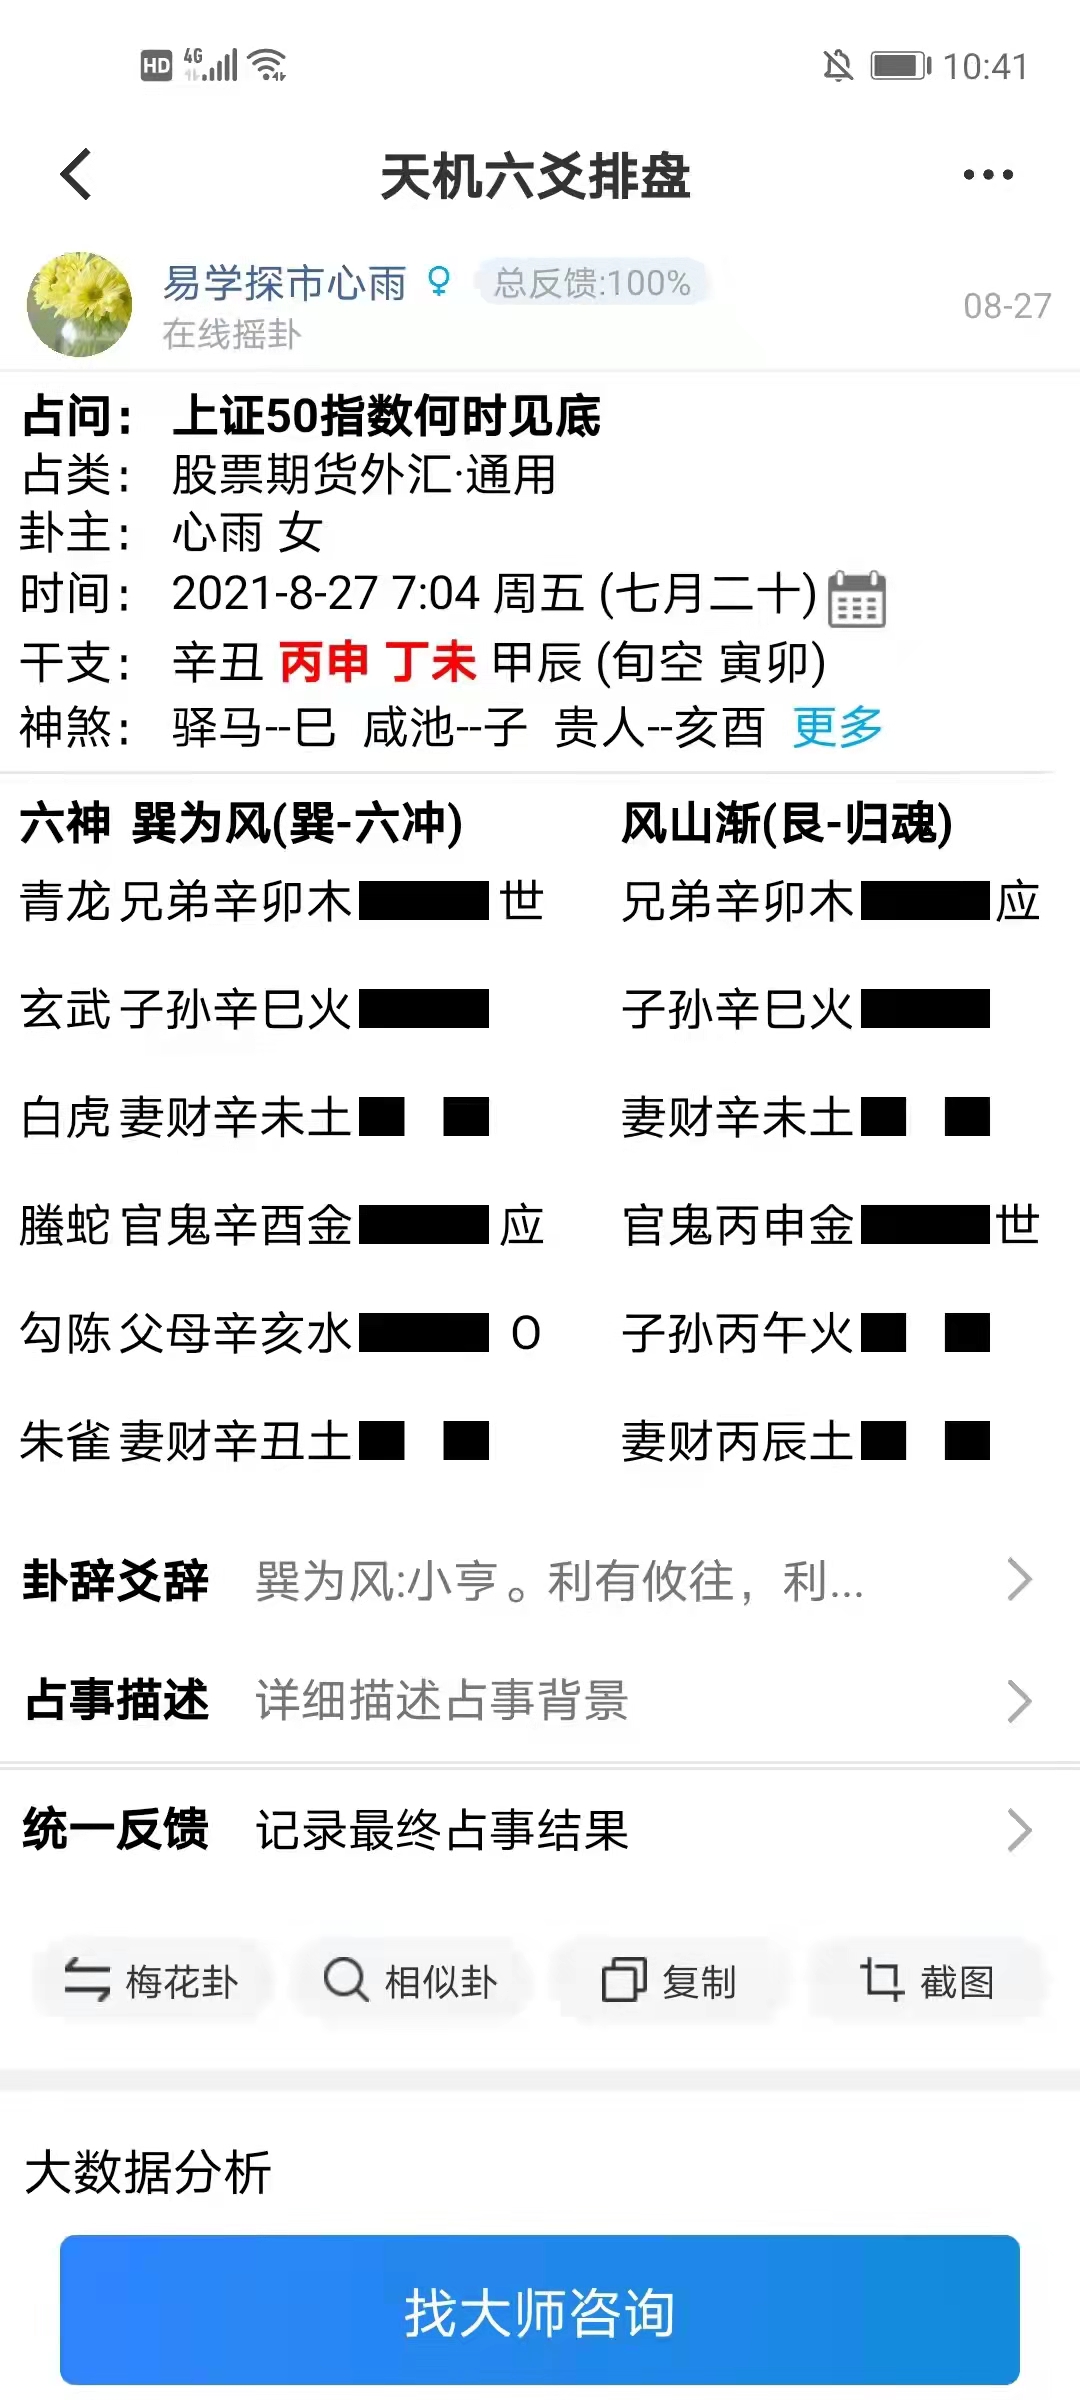 HD 4G 10:41
天机六爻排盘
易学探市心雨 ♀ 总反馈:100%
在线摇卦
08-27
占问： 上证50指数何时见底
占类： 股票期货外汇·通用
卦主： 心雨 女
时间： 2021-8-27 7:04 周五 (七月二十)
干支： 辛丑 丙申 丁未 甲辰 (旬空 寅卯)
神煞： 驿马--巳 咸池--子 贵人--亥酉 更多
六神 巽为风(巽-六冲) 风山渐(艮-归魂)
青龙 兄弟辛卯木 世 兄弟辛卯木 应
玄武 子孙辛巳火 子孙辛巳火
白虎 妻财辛未土 妻财辛未土
螣蛇 官鬼辛酉金 应 官鬼丙申金 世
勾陈 父母辛亥水 O 子孙丙午火
朱雀 妻财辛丑土 妻财丙辰土
卦辞爻辞 巽为风:小亨。利有攸往，利...
占事描述 详细描述占事背景
统一反馈 记录最终占事结果
梅花卦 相似卦 复制 截图
大数据分析
找大师咨询